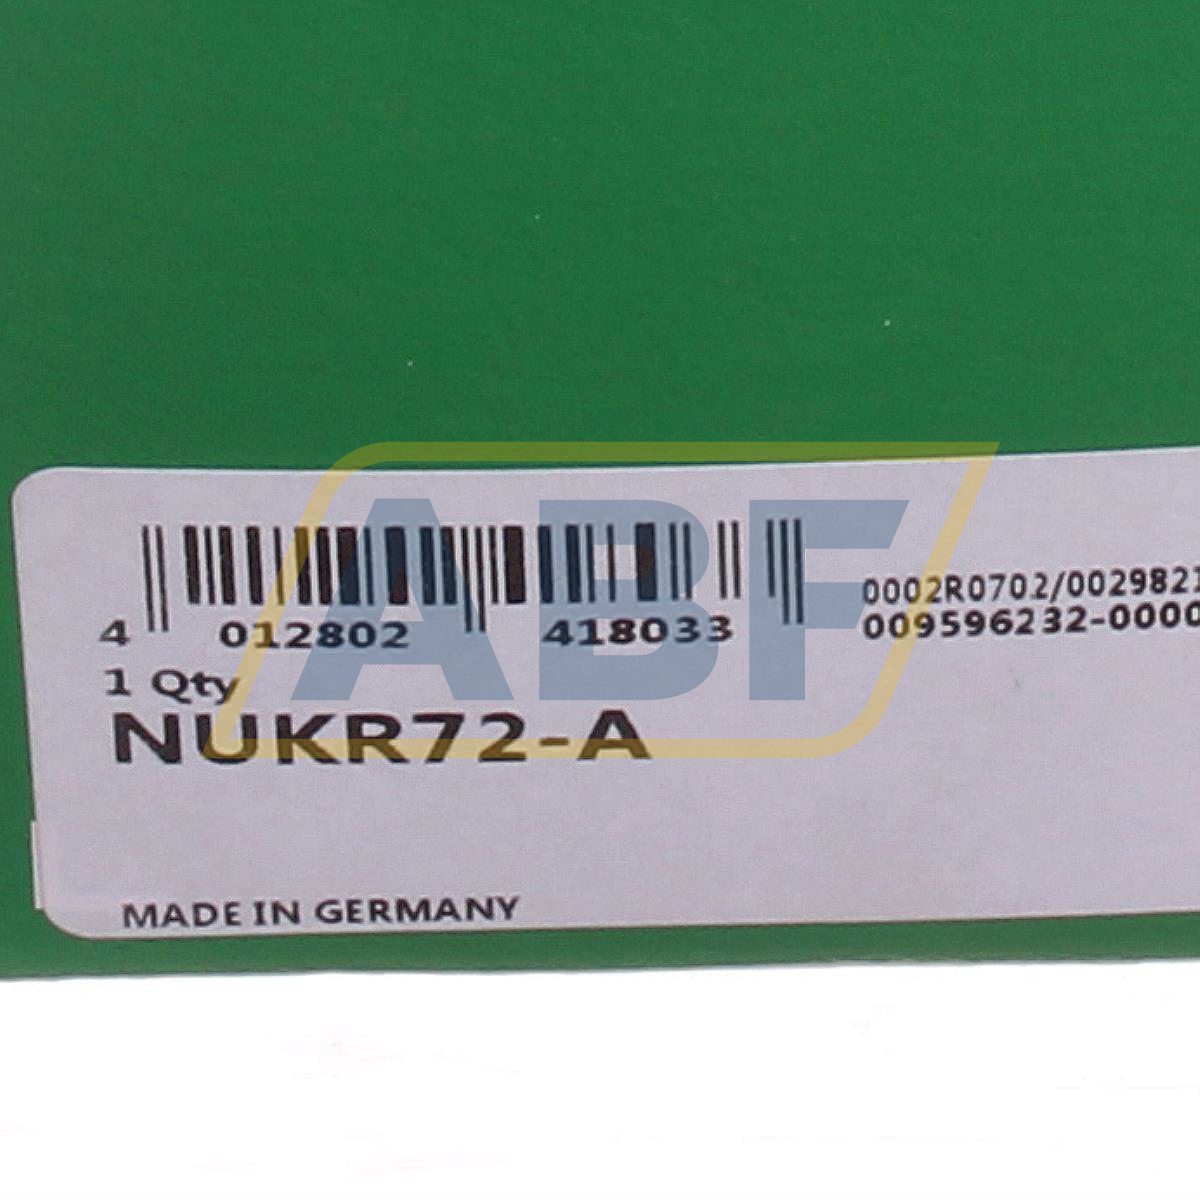 4 012802 418033
0002R0702/0029821
009596232-0000
1 Qty
NUKR72-A
MADE IN GERMANY
ABF